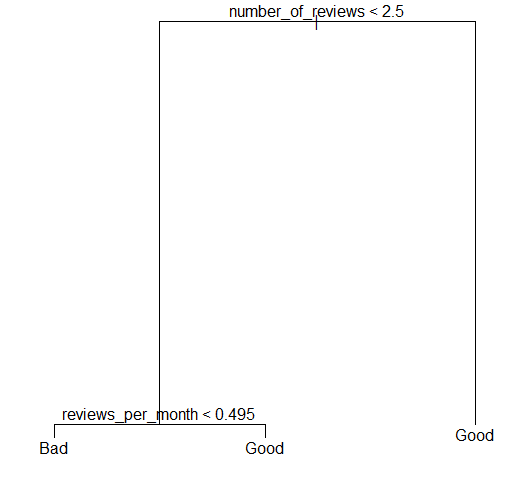 number_of_reviews < 2.5
reviews_per_month < 0.495
Bad
Good
Good